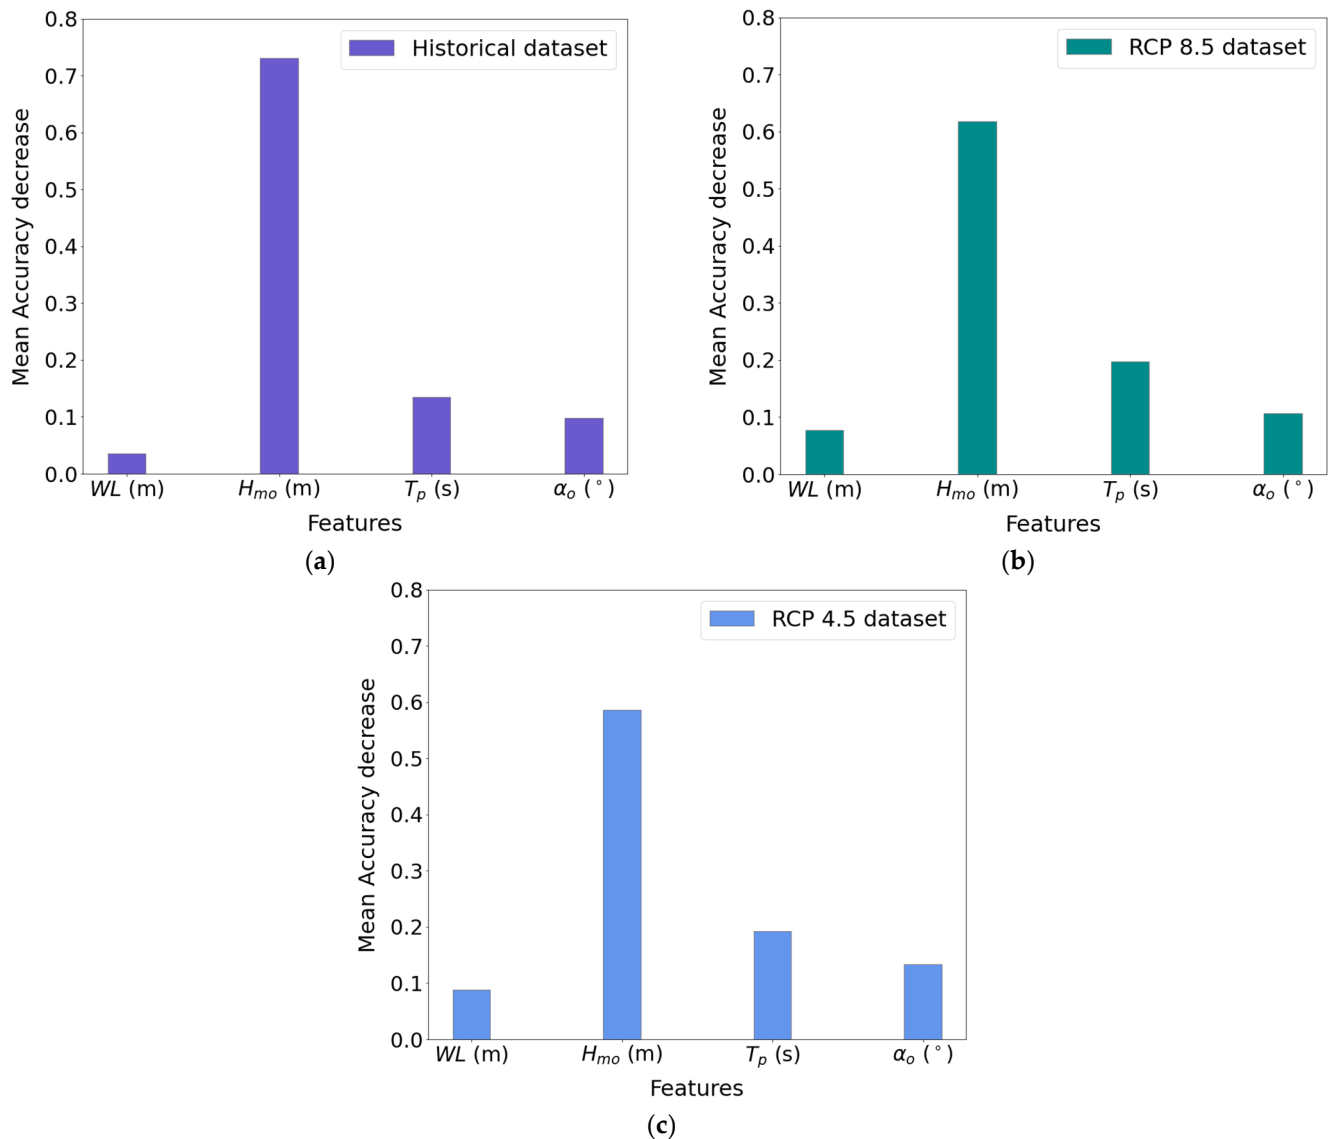 0.8
0.7
0.6
0.5
0.4
0.3
0.2
0.1
0.0
Mean Accuracy decrease
Historical dataset
WL (m) Hmo (m) Tp (s) αo (°)
Features
(a)
0.8
0.7
0.6
0.5
0.4
0.3
0.2
0.1
0.0
Mean Accuracy decrease
RCP 8.5 dataset
WL (m) Hmo (m) Tp (s) αo (°)
Features
(b)
0.8
0.7
0.6
0.5
0.4
0.3
0.2
0.1
0.0
Mean Accuracy decrease
RCP 4.5 dataset
WL (m) Hmo (m) Tp (s) αo (°)
Features
(c)